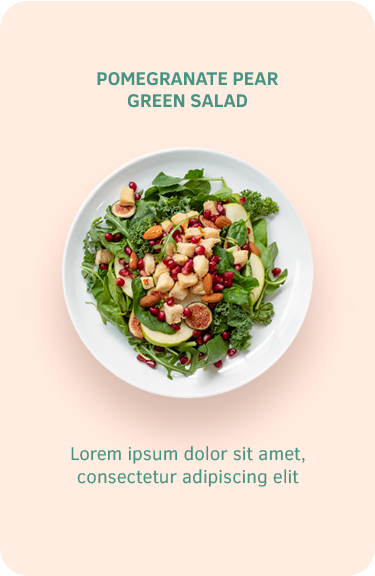 POMEGRANATE PEAR
GREEN SALAD
Lorem ipsum dolor sit amet,
consectetur adipiscing elit